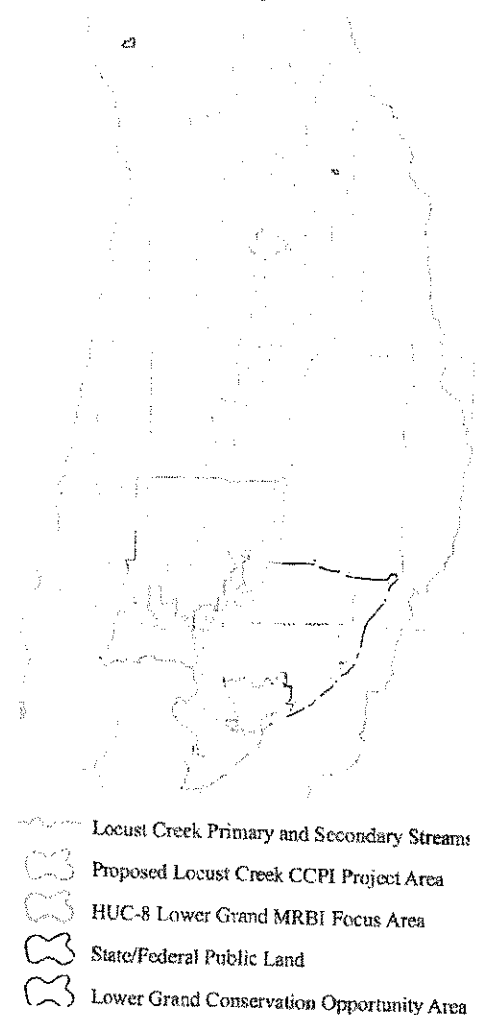 Locust Creek Primary and Secondary Streams
Proposed Locust Creek CCPI Project Area
HUC-8 Lower Grand MRBI Focus Area
State/Federal Public Land
Lower Grand Conservation Opportunity Area